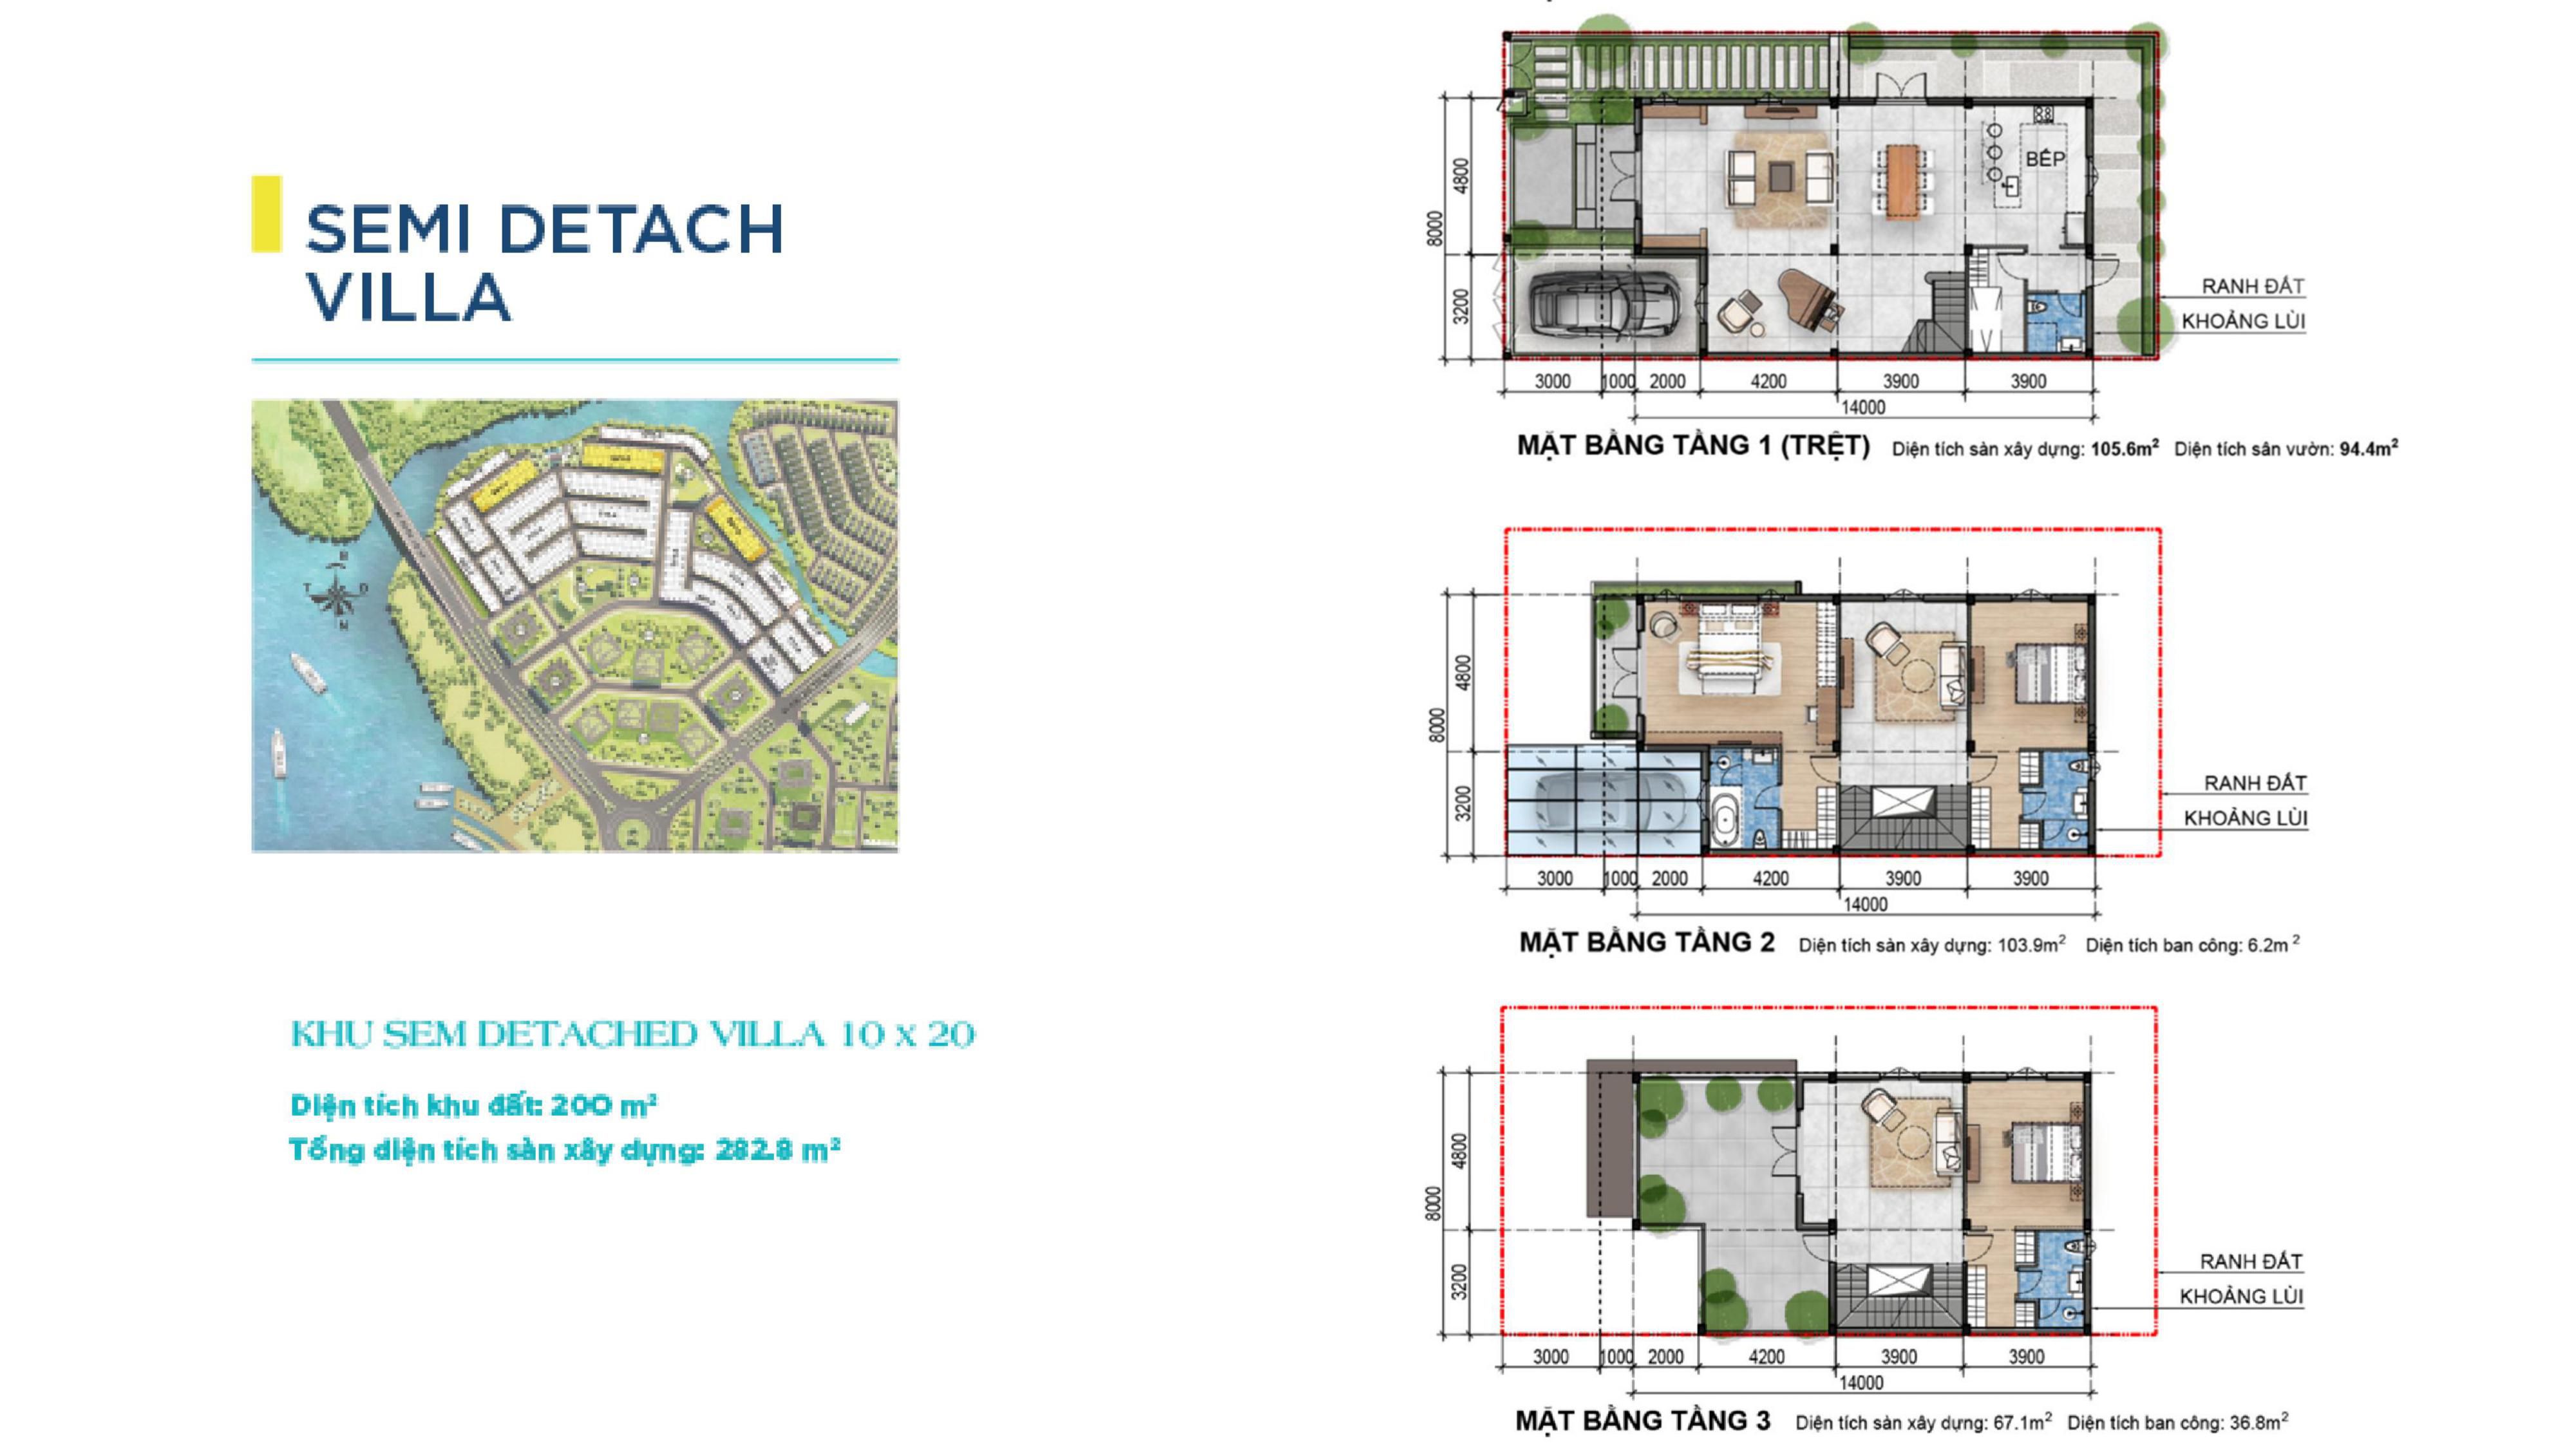 SEMI DETACH
VILLA
KHU SEM DETACHED VILLA 10 x 20
Diện tích khu đất: 200 m²
Tổng diện tích sàn xây dựng: 282.8 m²
BẾP
4800
8000
3200
RANH ĐẤT
KHOẢNG LÙI
3000 1000 2000 4200 3900 3900
14000
MẶT BẰNG TẦNG 1 (TRỆT) Diện tích sàn xây dựng: 105.6m² Diện tích sân vườn: 94.4m²
4800
8000
3200
RANH ĐẤT
KHOẢNG LÙI
3000 1000 2000 4200 3900 3900
14000
MẶT BẰNG TẦNG 2 Diện tích sàn xây dựng: 103.9m² Diện tích ban công: 6.2m²
4800
8000
3200
RANH ĐẤT
KHOẢNG LÙI
3000 1000 2000 4200 3900 3900
14000
MẶT BẰNG TẦNG 3 Diện tích sàn xây dựng: 67.1m² Diện tích ban công: 36.8m²